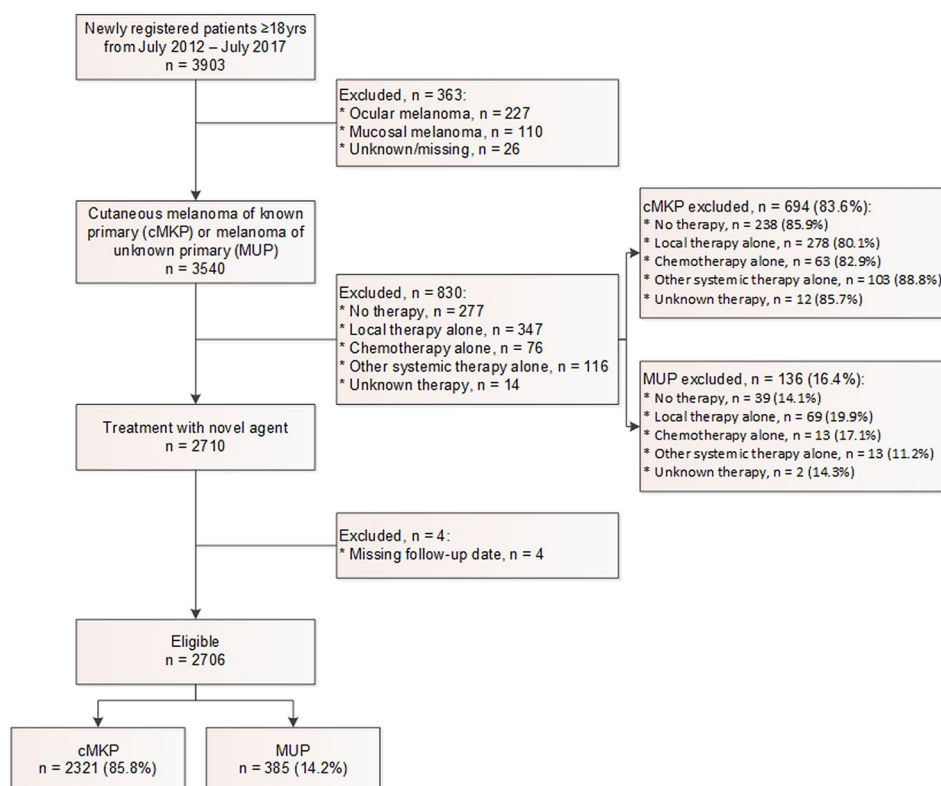 Newly registered patients ≥18yrs
from July 2012 – July 2017
n = 3903
Excluded, n = 363:
* Ocular melanoma, n = 227
* Mucosal melanoma, n = 110
* Unknown/missing, n = 26
Cutaneous melanoma of known
primary (cMKP) or melanoma of
unknown primary (MUP)
n = 3540
Excluded, n = 830:
* No therapy, n = 277
* Local therapy alone, n = 347
* Chemotherapy alone, n = 76
* Other systemic therapy alone, n = 116
* Unknown therapy, n = 14
cMKP excluded, n = 694 (83.6%):
* No therapy, n = 238 (85.9%)
* Local therapy alone, n = 278 (80.1%)
* Chemotherapy alone, n = 63 (82.9%)
* Other systemic therapy alone, n = 103 (88.8%)
* Unknown therapy, n = 12 (85.7%)
MUP excluded, n = 136 (16.4%):
* No therapy, n = 39 (14.1%)
* Local therapy alone, n = 69 (19.9%)
* Chemotherapy alone, n = 13 (17.1%)
* Other systemic therapy alone, n = 13 (11.2%)
* Unknown therapy, n = 2 (14.3%)
Treatment with novel agent
n = 2710
Excluded, n = 4:
* Missing follow-up date, n = 4
Eligible
n = 2706
cMKP
n = 2321 (85.8%)
MUP
n = 385 (14.2%)